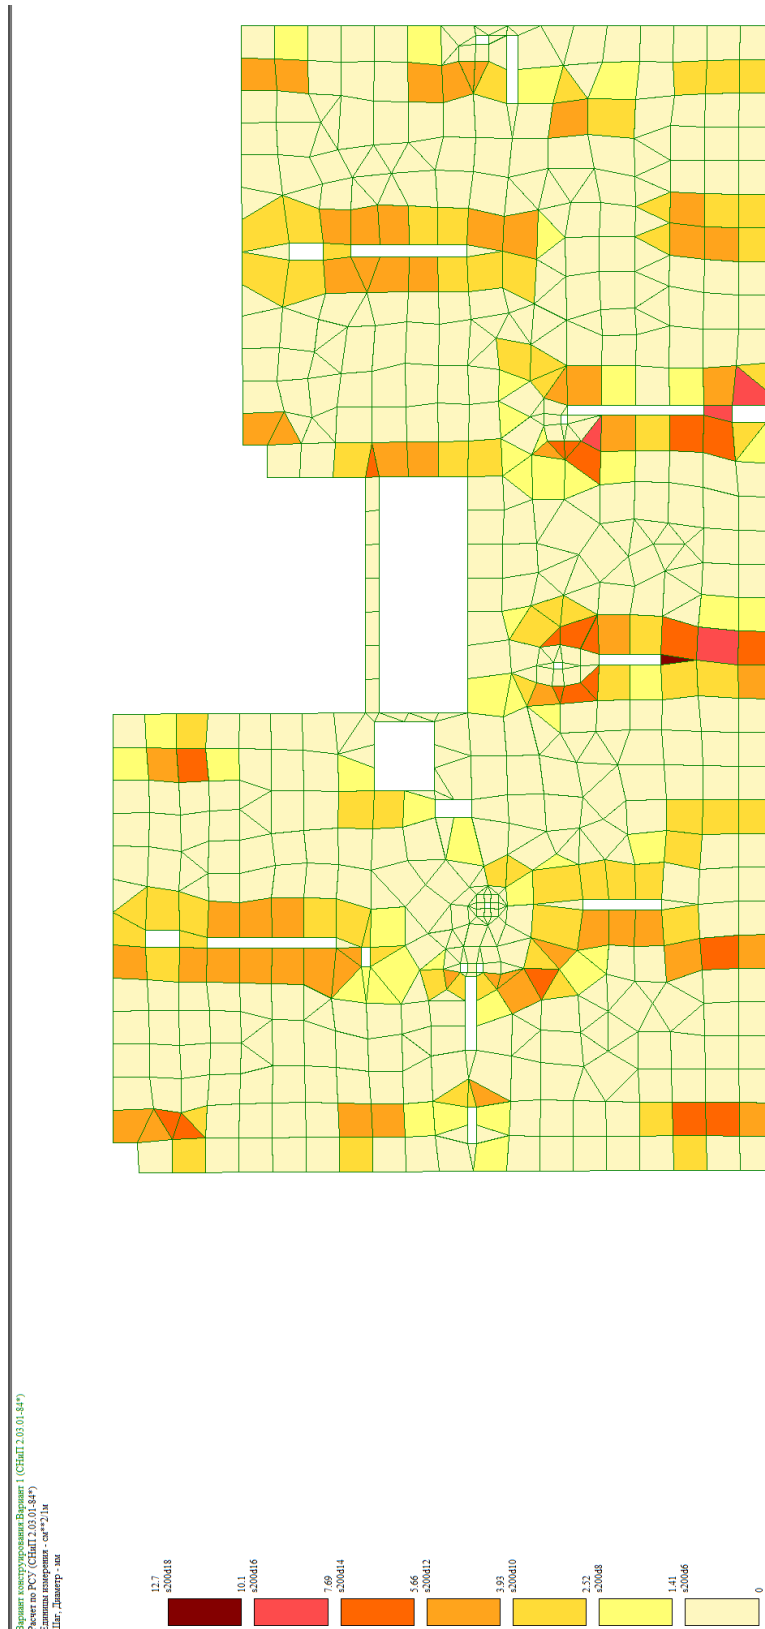 Вариант конструирования:Вариант 1 (СНиП 2.03.01-84*)
Расчет по РСУ (СНиП 2.03.01-84*)
Единицы измерения - см**2/1м
Шаг, Диаметр - мм
12.7
s200d18
10.1
s200d16
7.69
s200d14
5.66
s200d12
3.93
s200d10
2.52
s200d8
1.41
s200d6
0